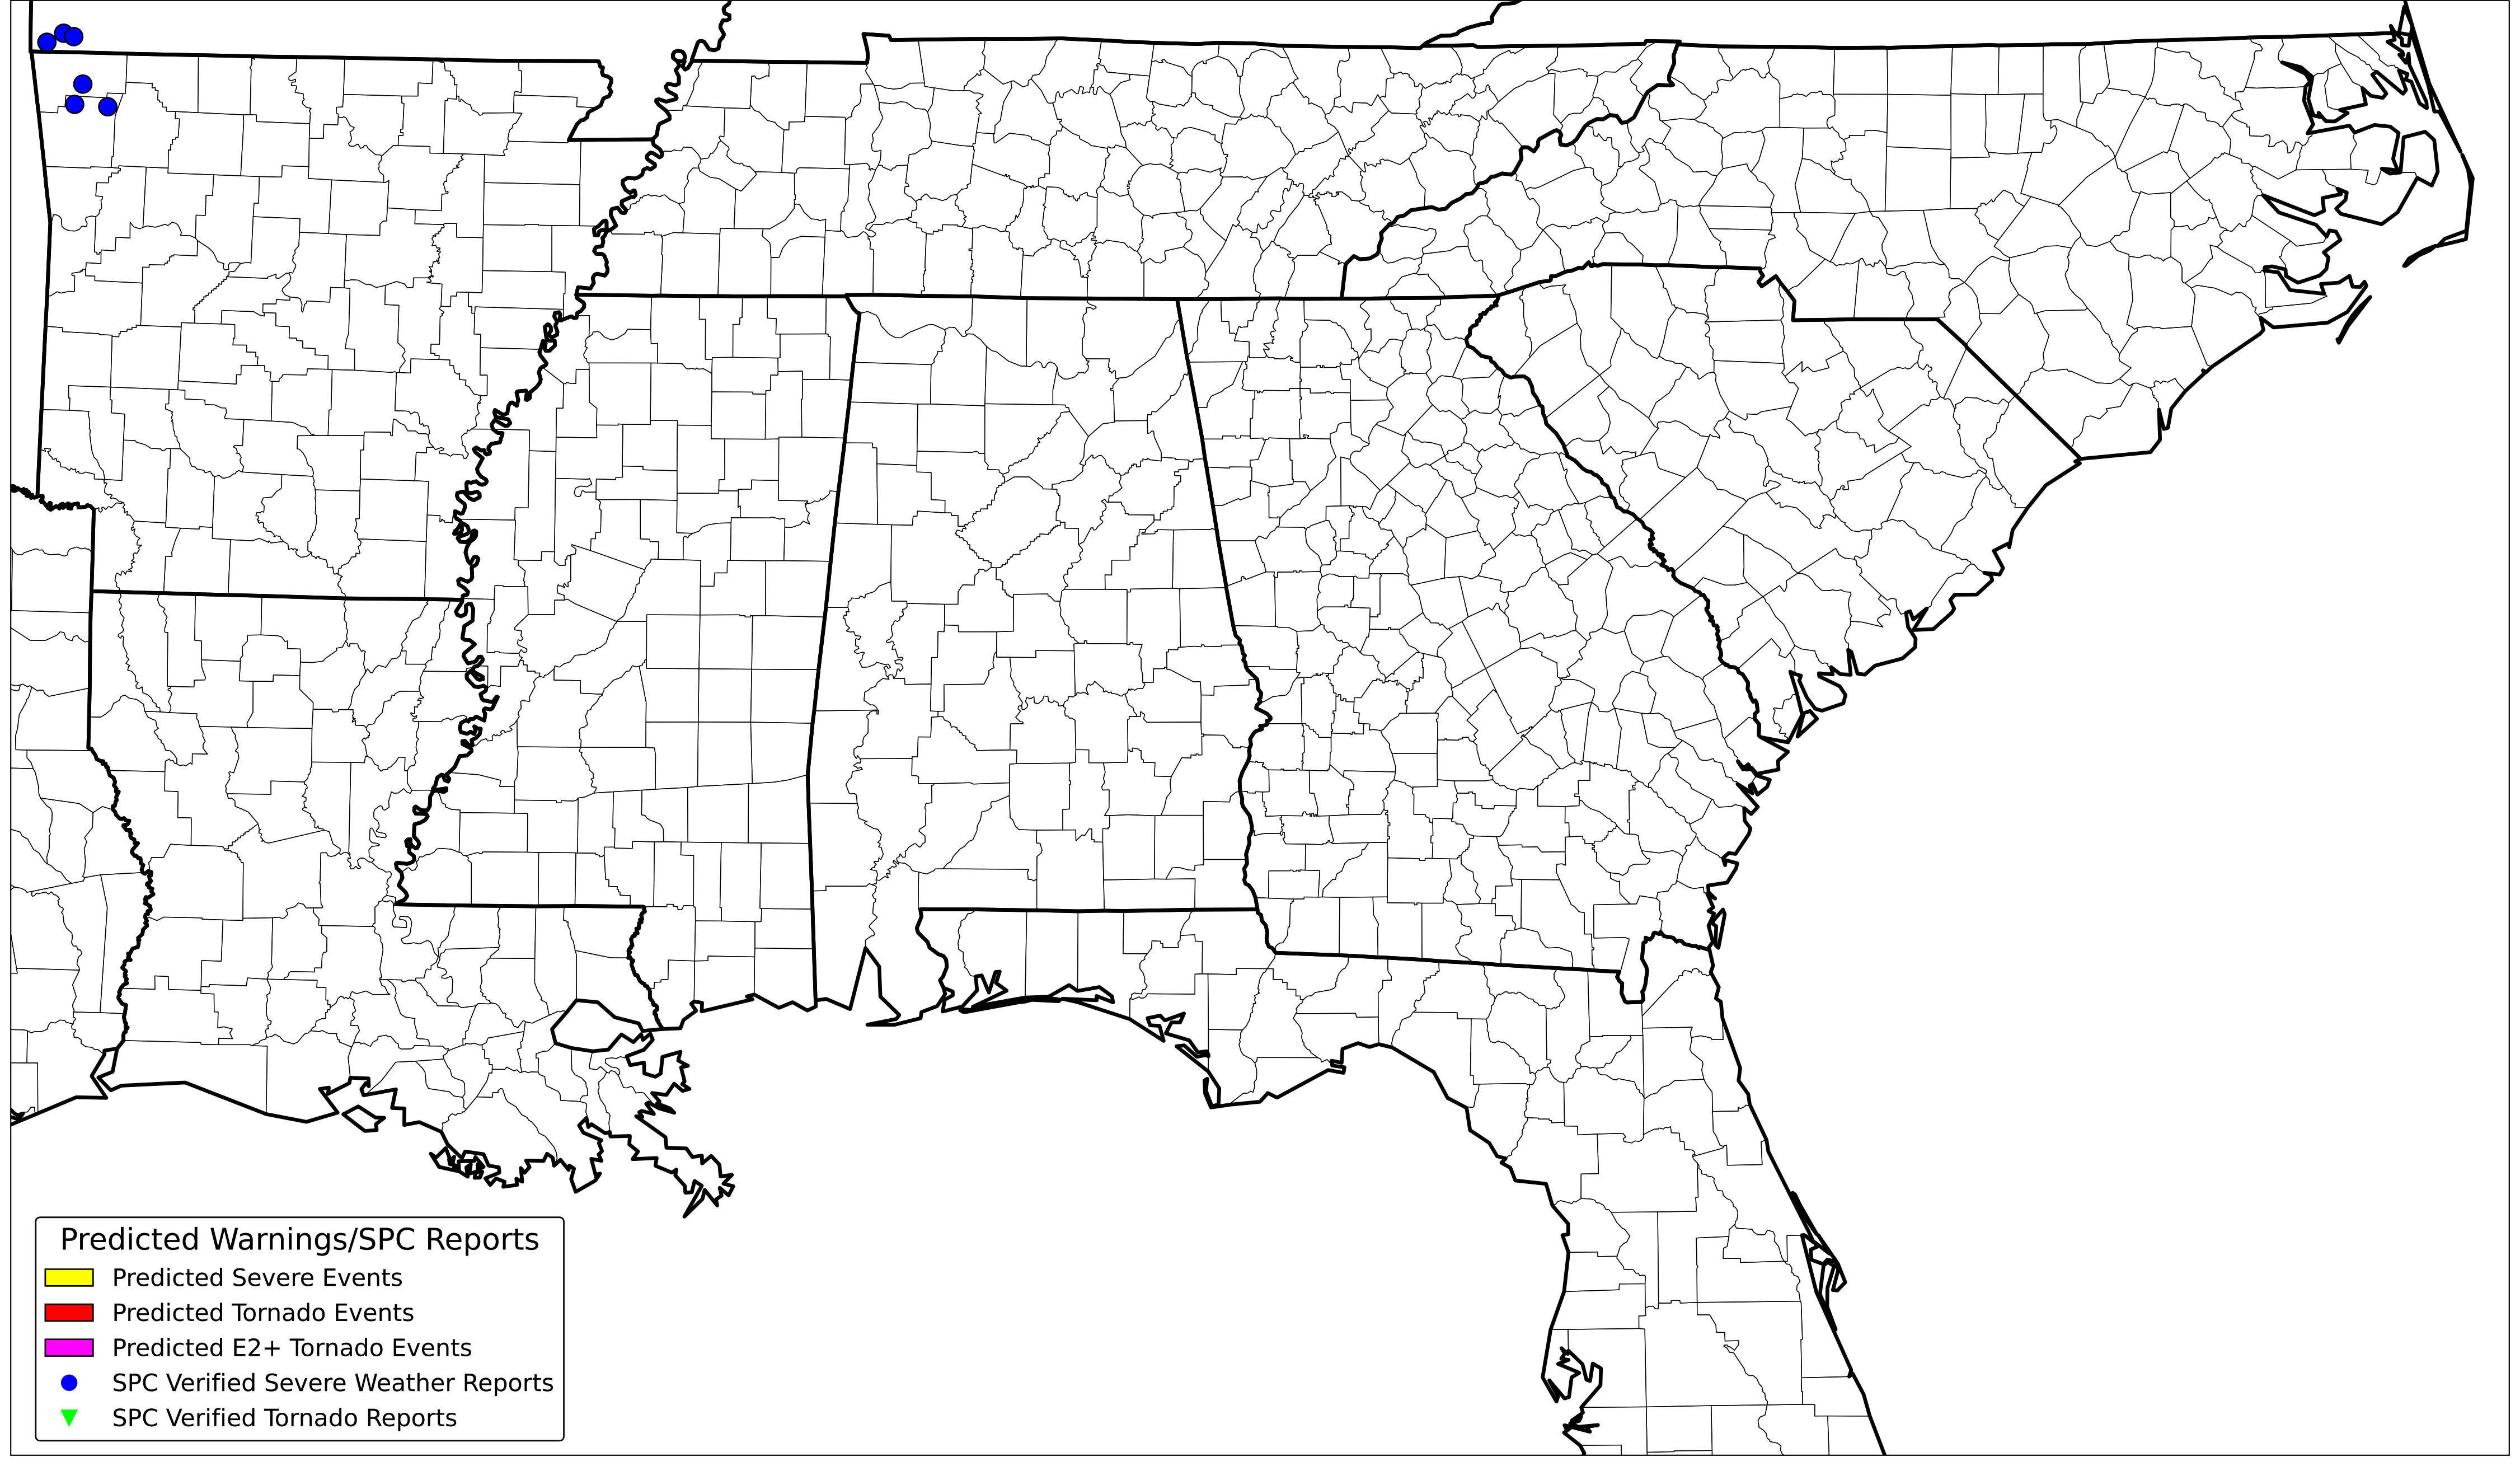 Predicted Warnings/SPC Reports
Predicted Severe Events
Predicted Tornado Events
Predicted E2+ Tornado Events
SPC Verified Severe Weather Reports
SPC Verified Tornado Reports